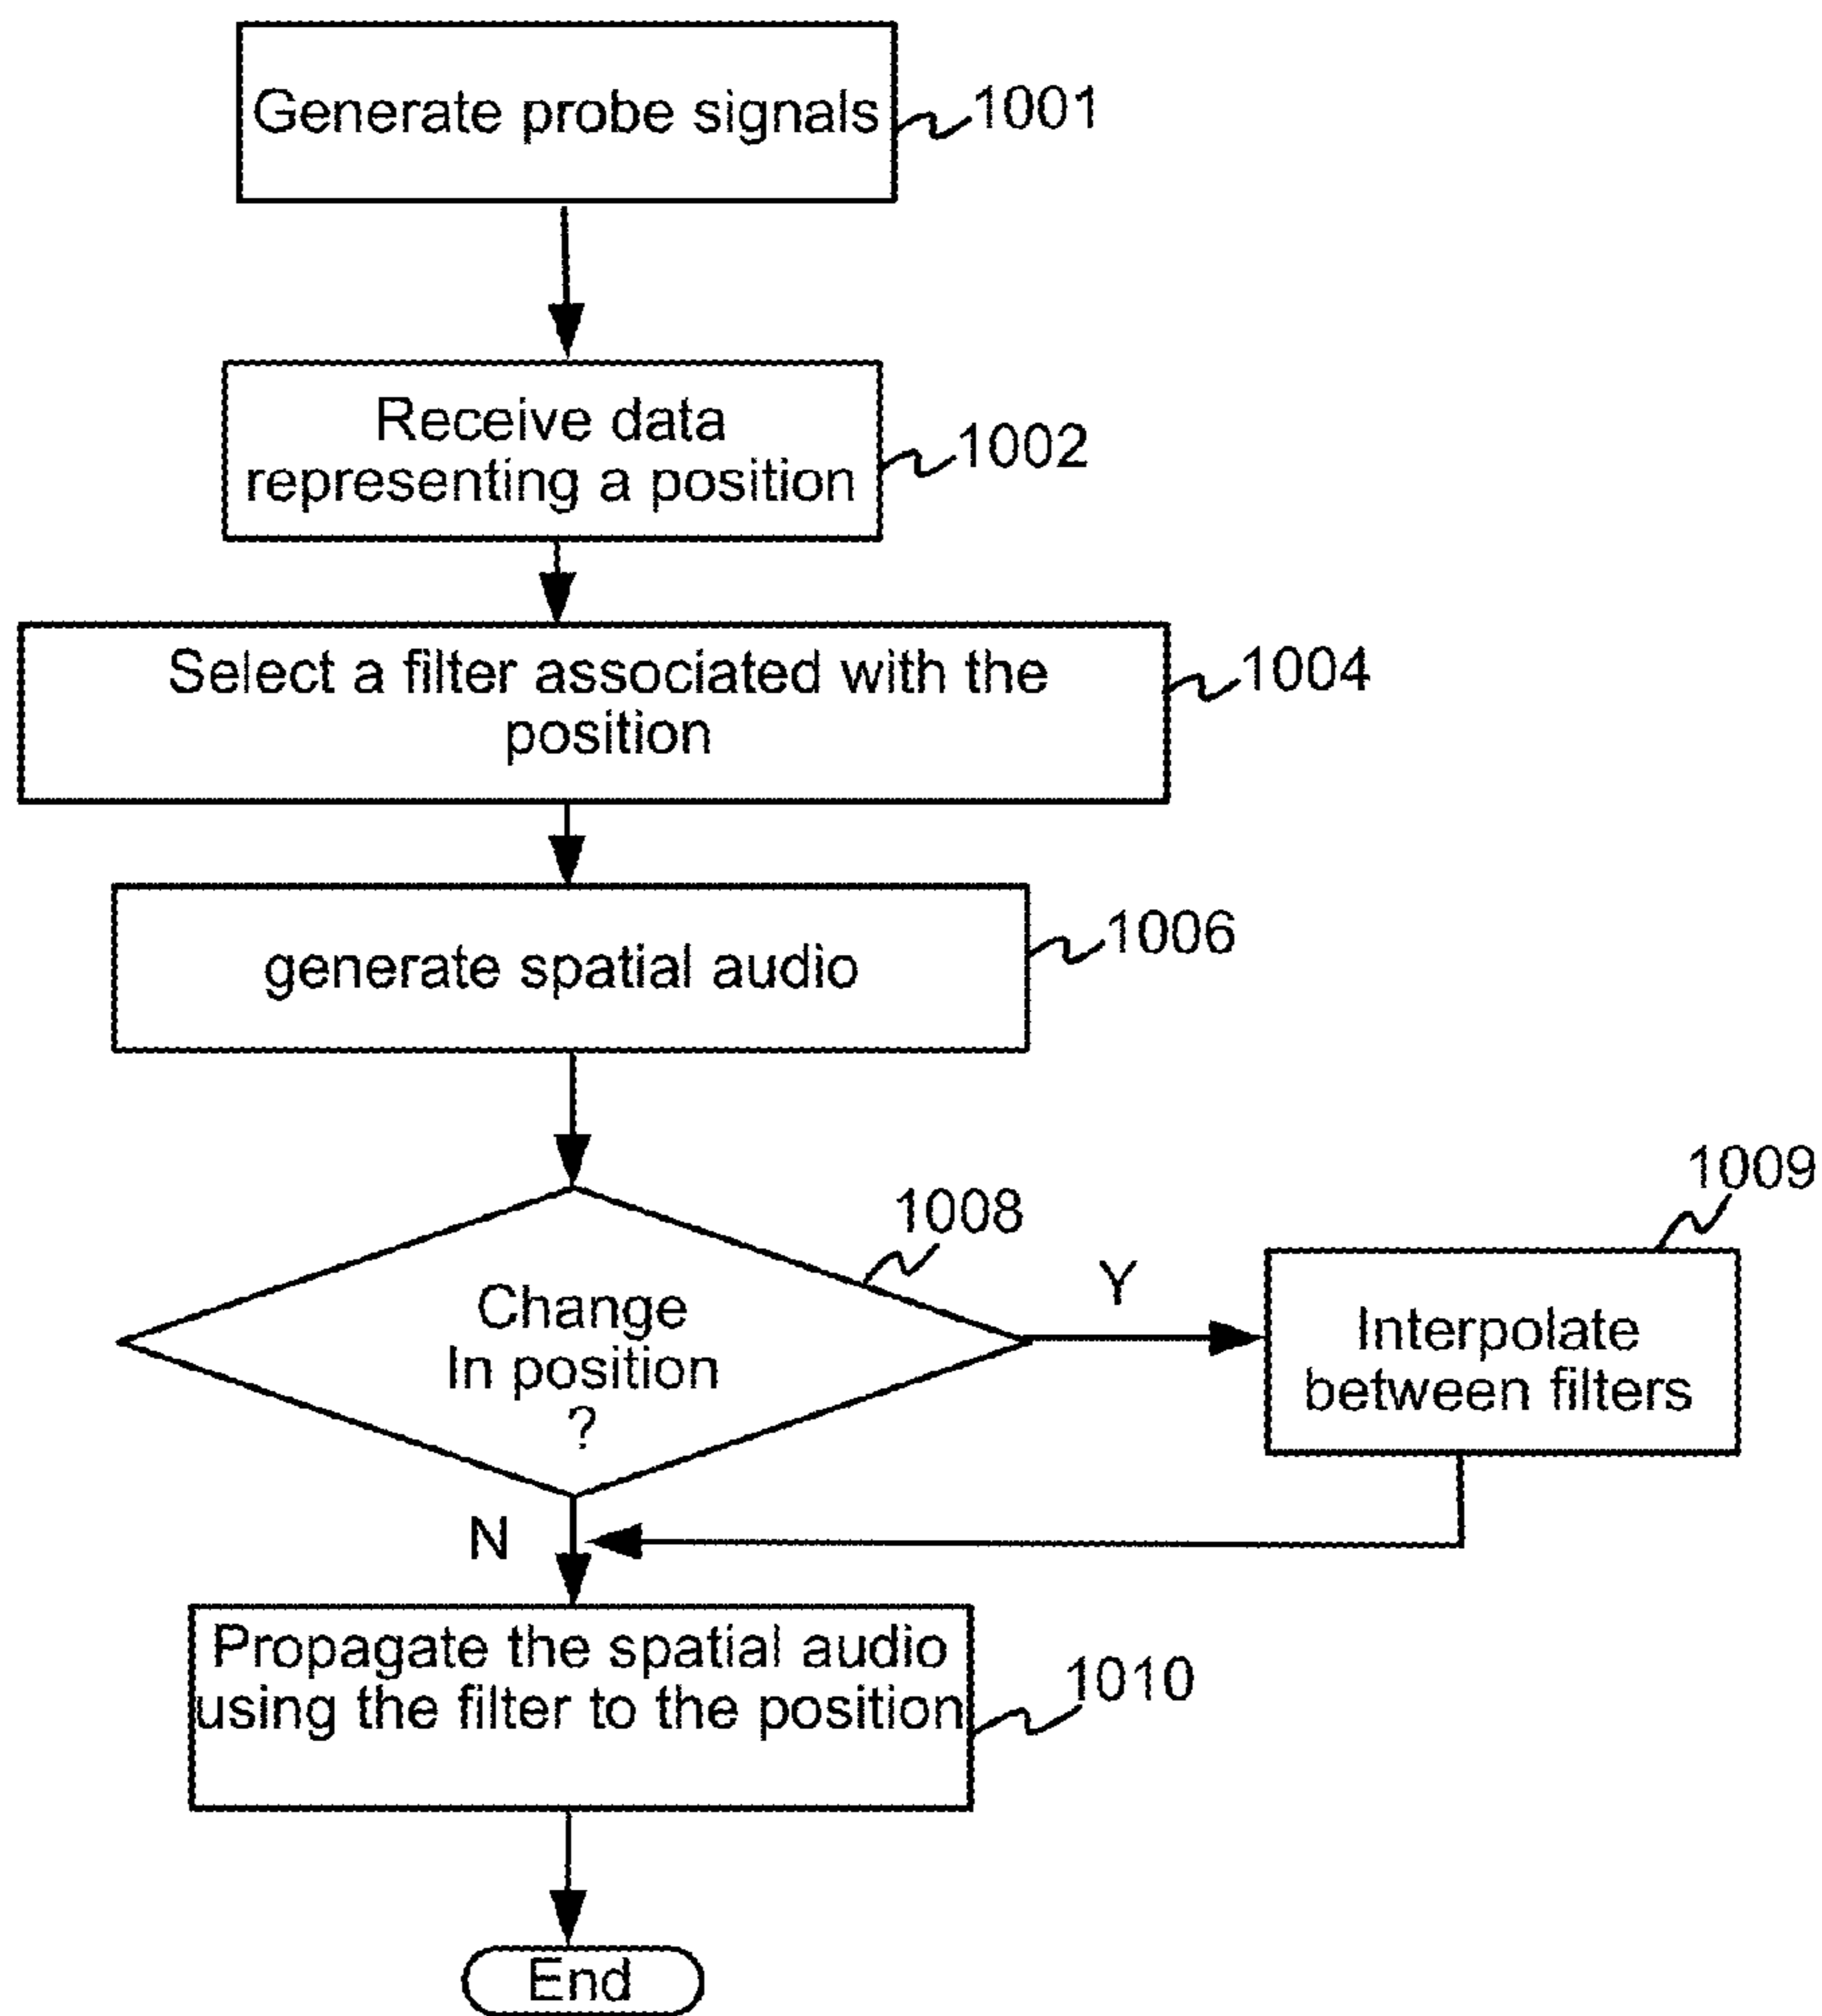 Generate probe signals
1001
Receive data
representing a position
1002
Select a filter associated with the
position
1004
generate spatial audio
1006
1008
Change
In position
?
Y
1009
Interpolate
between filters
N
Propagate the spatial audio
using the filter to the position
1010
End